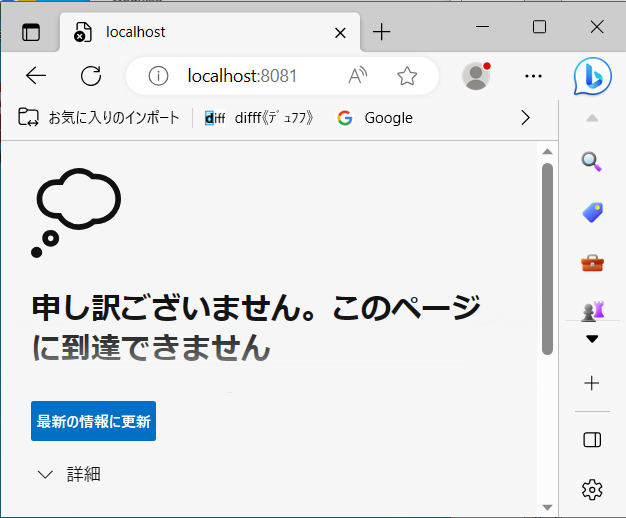 localhost
localhost:8081
お気に入りのインポート
diff difff《ﾃﾞｭﾌﾌ》
Google
申し訳ございません。このページ
に到達できません
最新の情報に更新
詳細